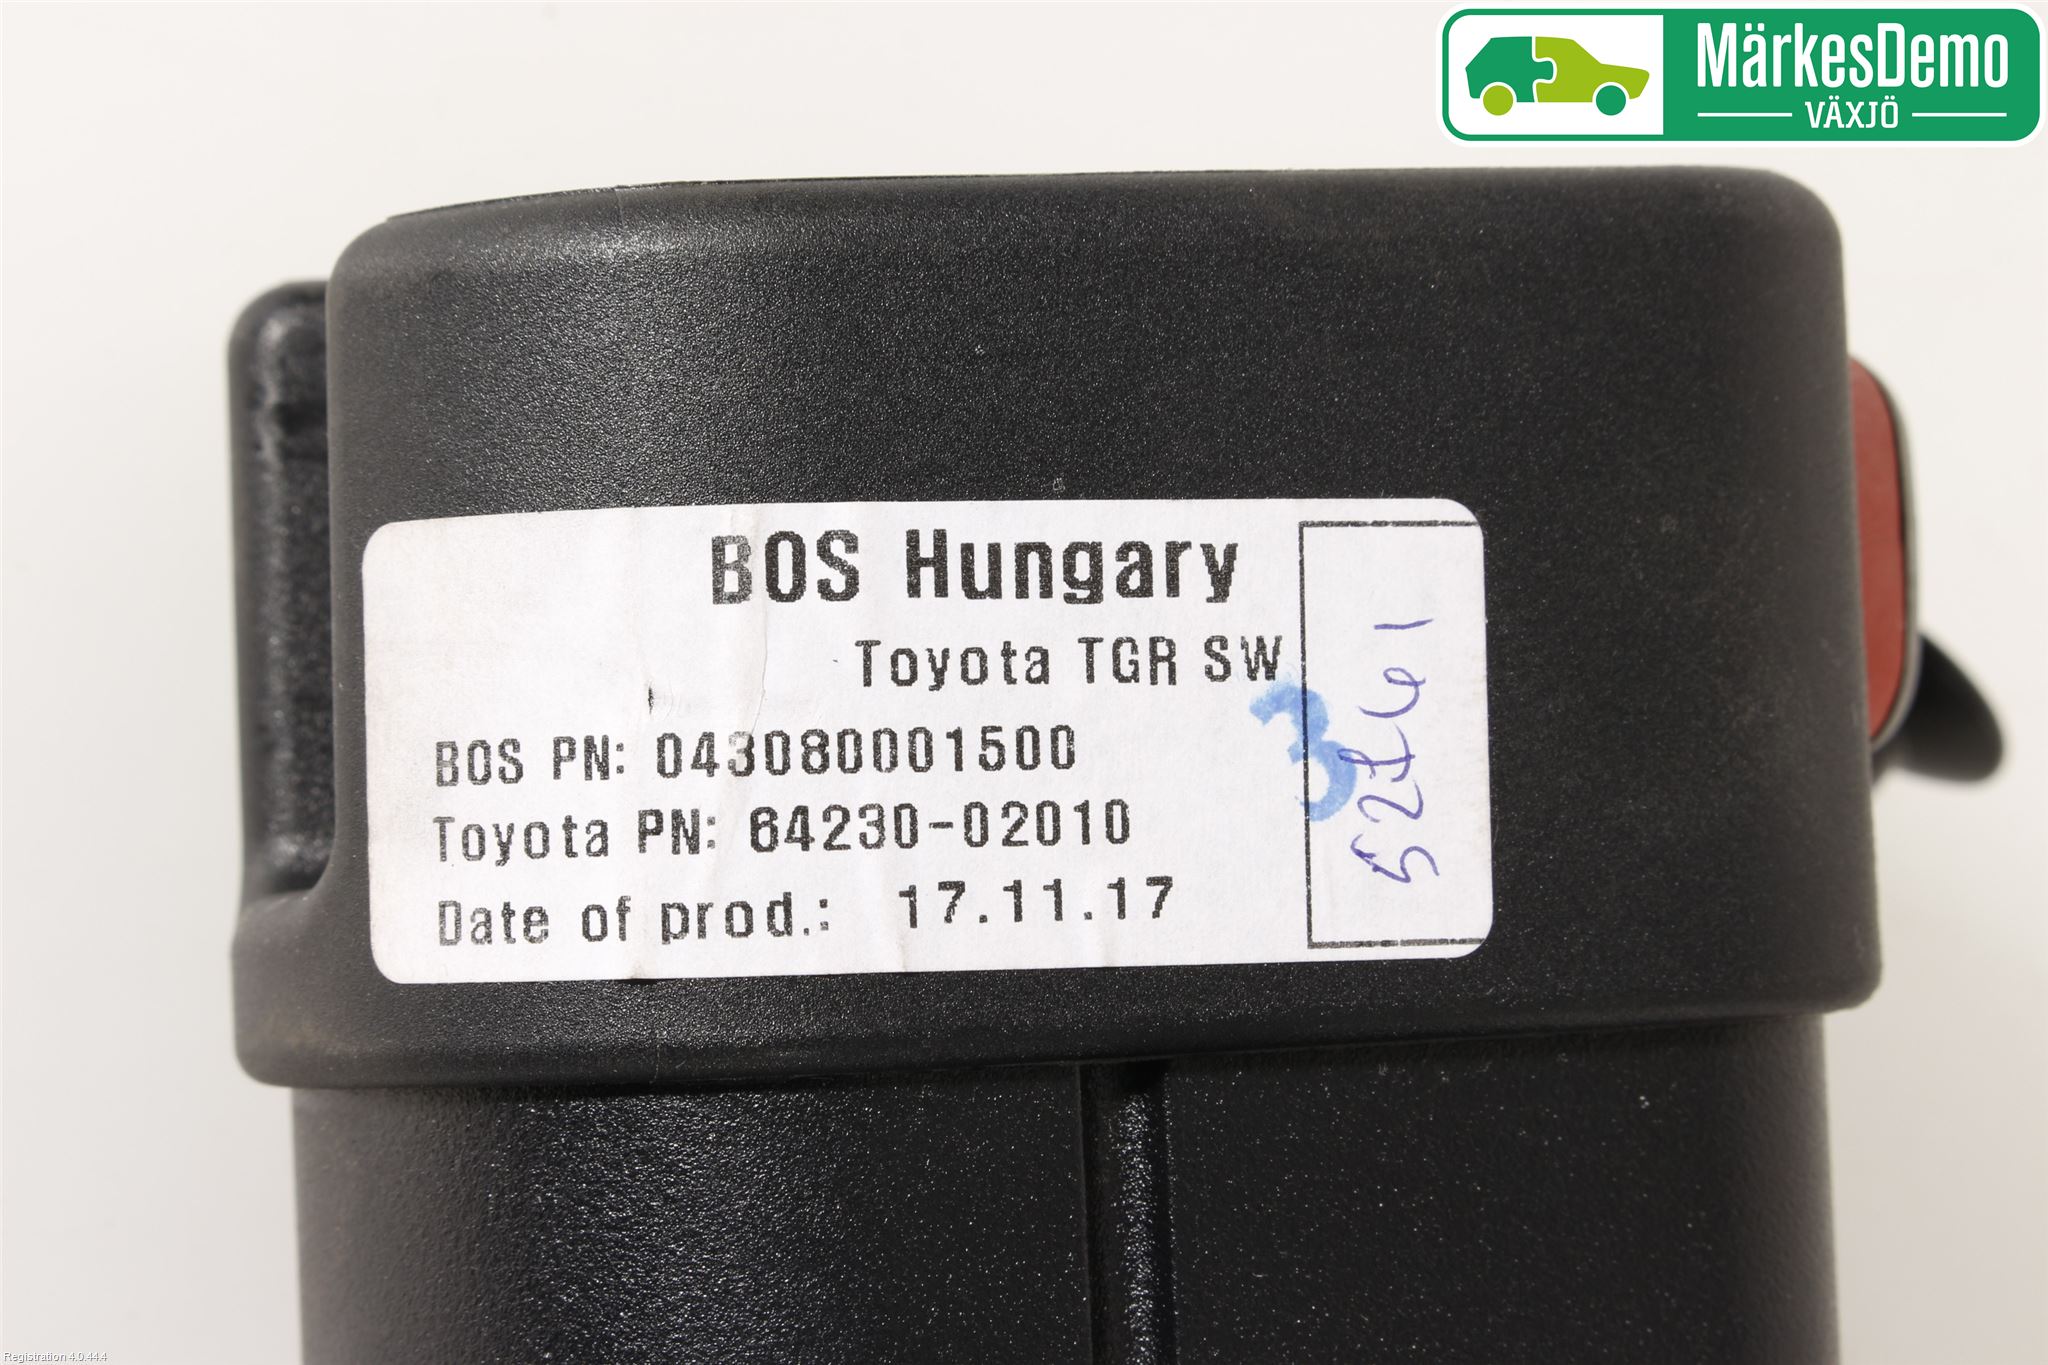 MärkesDemo
VÄXJÖ
BOS Hungary
Toyota TGR SW
BOS PN: 043080001500
Toyota PN: 64230-02010
Date of prod.: 17.11.17
3
Registration 4.0.44.4